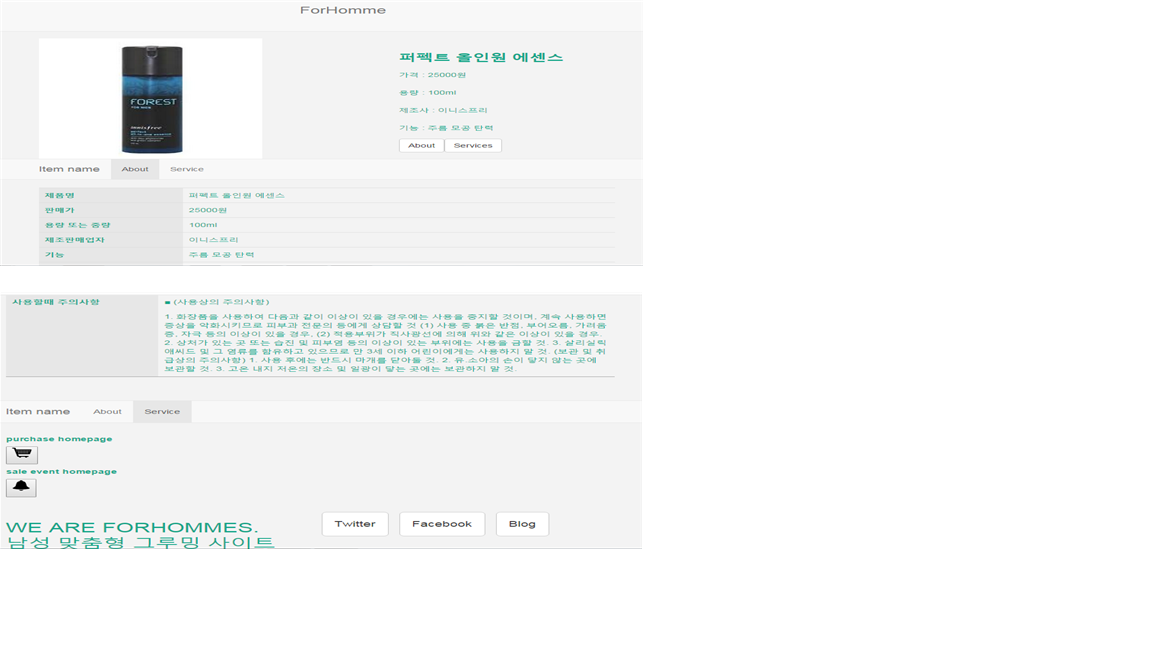 ForHomme
FOREST
FOR MEN
innisfree
퍼펙트 올인원 에센스
가격 : 25000원
용량 : 100ml
제조사 : 이니스프리
기능 : 주름 모공 탄력
About Services
Item name About Service
제품명 퍼펙트 올인원 에센스
판매가 25000원
용량 또는 중량 100ml
제조판매업자 이니스프리
기능 주름 모공 탄력
사용할때 주의사항 ■ (사용상의 주의사항)
1. 화장품을 사용하여 다음과 같이 이상이 있을 경우에는 사용을 중지할 것이며, 계속 사용하면
증상을 악화시키므로 피부과 전문의 등에게 상담할 것 (1) 사용 중 붉은 반점, 부어오름, 가려움
증, 자극 등의 이상이 있을 경우, (2) 적용부위가 직사광선에 의해 위와 같은 이상이 있을 경우.
2. 상처가 있는 곳 또는 습진 및 피부염 등의 이상이 있는 부위에는 사용을 금할 것. 3. 살리실릭
애씨드 및 그 염류를 함유하고 있으므로 만 3세 이하 어린이에게는 사용하지 말 것. (보관 및 취
급상의 주의사항) 1. 사용 후에는 반드시 마개를 닫아둘 것. 2. 유.소아의 손이 닿지 않는 곳에
보관할 것. 3. 고온 내지 저온의 장소 및 일광이 닿는 곳에는 보관하지 말 것.
Item name About Service
purchase homepage
sale event homepage
WE ARE FORHOMMES.
남성 맞춤형 그루밍 사이트
Twitter Facebook Blog